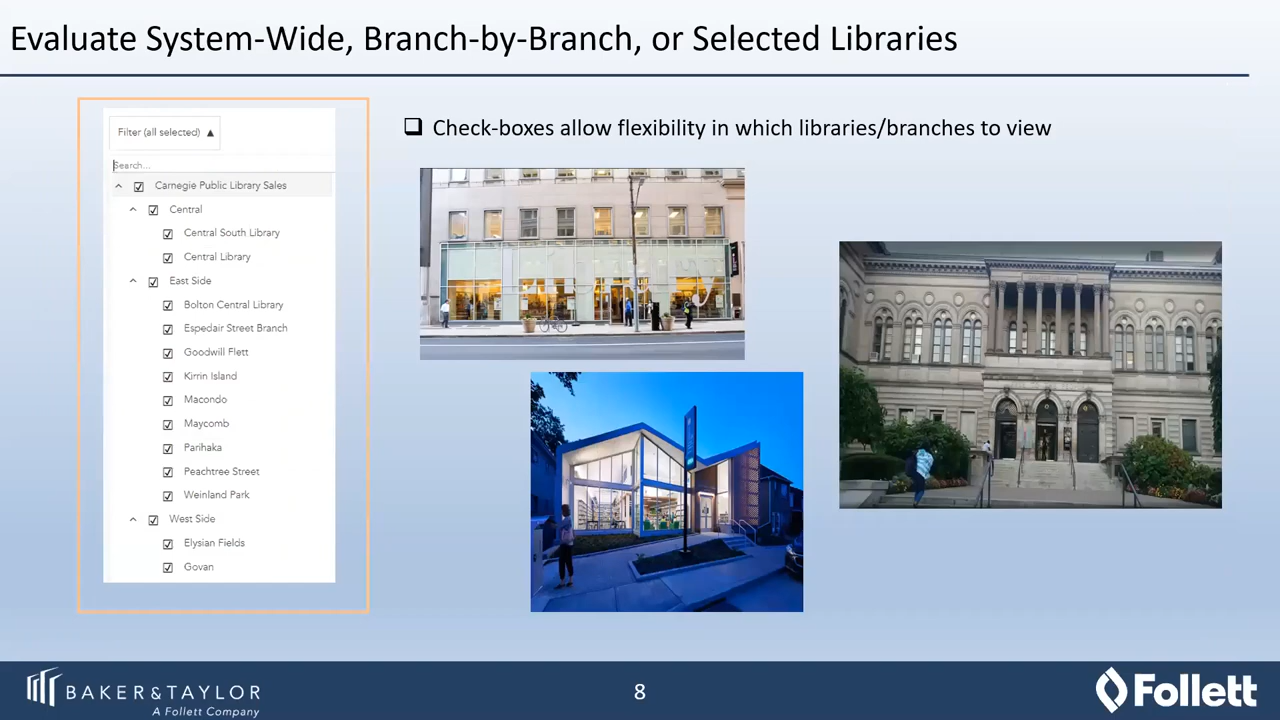 Evaluate System-Wide, Branch-by-Branch, or Selected Libraries
Filter (all selected) ▲
Search...
Carnegie Public Library Sales
Central
Central South Library
Central Library
East Side
Bolton Central Library
Espedair Street Branch
Goodwill Flett
Kirrin Island
Macondo
Maycomb
Parihaka
Peachtree Street
Weinland Park
West Side
Elysian Fields
Govan
Check-boxes allow flexibility in which libraries/branches to view
BAKER & TAYLOR
A Follett Company
8
Follett